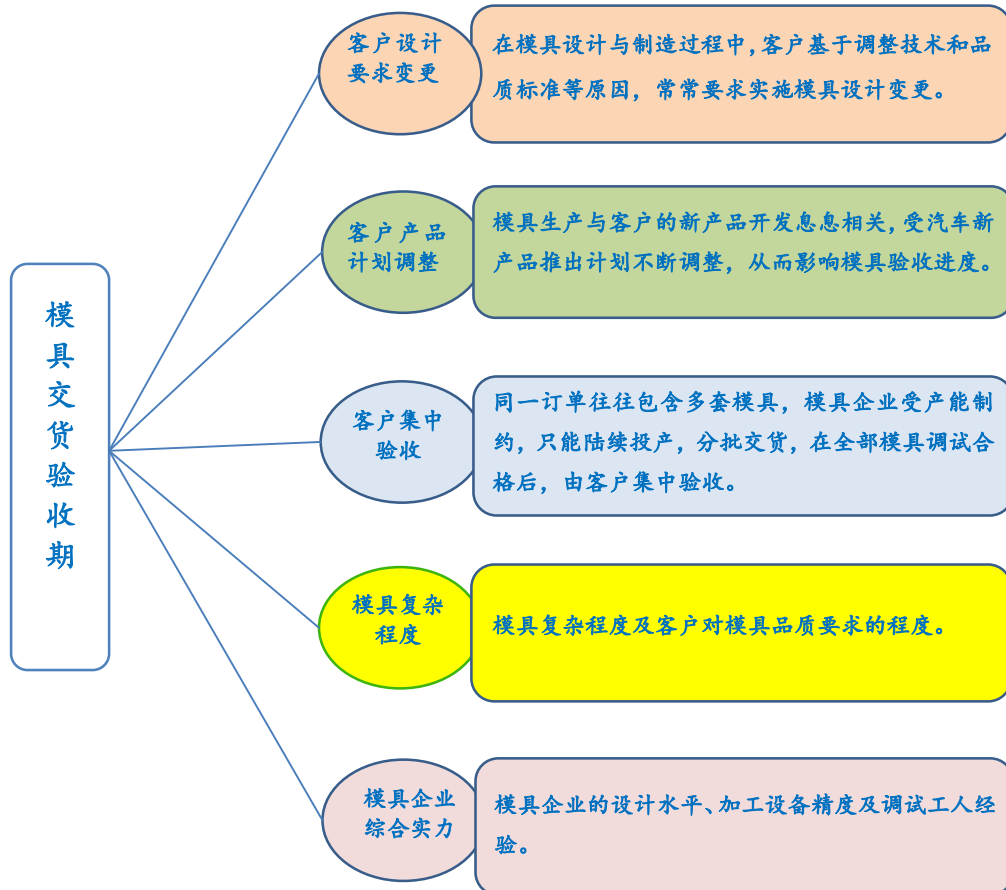 模具交货验收期
客户设计
要求变更
在模具设计与制造过程中，客户基于调整技术和品
质标准等原因，常常要求实施模具设计变更。
客户产品
计划调整
模具生产与客户的新产品开发息息相关，受汽车新
产品推出计划不断调整，从而影响模具验收进度。
客户集中
验收
同一订单往往包含多套模具，模具企业受产能制
约，只能陆续投产，分批交货，在全部模具调试合
格后，由客户集中验收。
模具复杂
程度
模具复杂程度及客户对模具品质要求的程度。
模具企业
综合实力
模具企业的设计水平、加工设备精度及调试工人经
验。